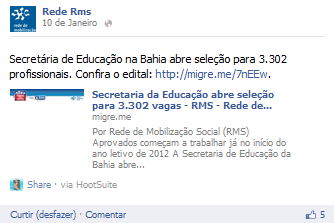 Rede Rms
10 de Janeiro
Secretária de Educação na Bahia abre seleção para 3.302
profissionais. Confira o edital: http://migre.me/7nEEw.
Secretaria da Educação abre seleção
para 3.302 vagas - RMS - Rede de...
migre.me
Por Rede de Mobilização Social (RMS)
Aprovados começam a trabalhar já no início do
ano letivo de 2012 A Secretaria de Educação da
Bahia abre...
Share · via HootSuite
Curtir (desfazer) · Comentar
5